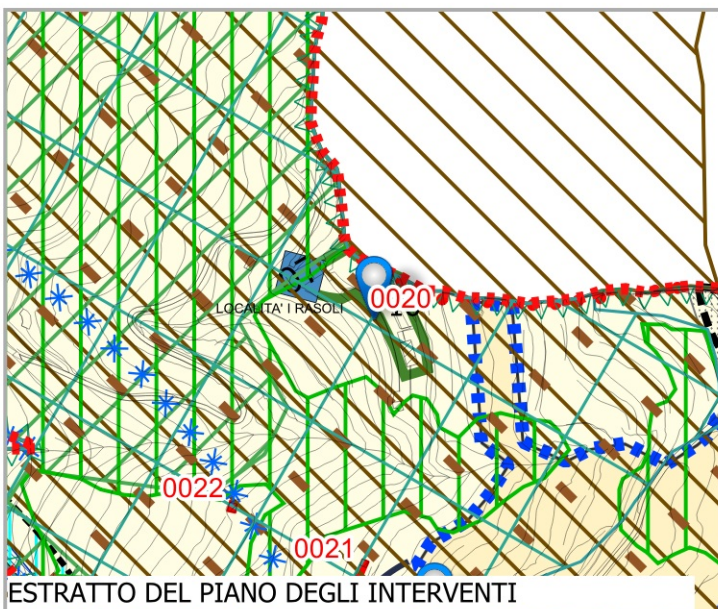 0020
LOCALITA' I RASOLI
0022
0021
ESTRATTO DEL PIANO DEGLI INTERVENTI